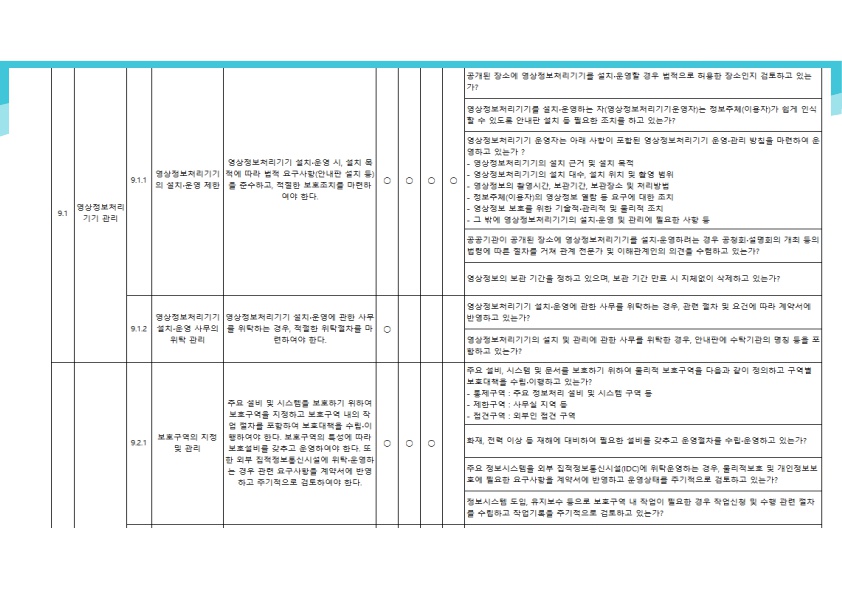 9.1
영상정보처리
기기 관리
9.1.1
영상정보처리기기
의 설치·운영 제한
영상정보처리기기 설치·운영 시, 설치 목
적에 따라 법적 요구사항(안내판 설치 등)
을 준수하고, 적절한 보호조치를 마련하
여야 한다.
○ ○ ○ ○
공개된 장소에 영상정보처리기기를 설치·운영할 경우 법적으로 허용한 장소인지 검토하고 있는
가?
영상정보처리기기를 설치·운영하는 자(영상정보처리기기운영자)는 정보주체(이용자)가 쉽게 인식
할 수 있도록 안내판 설치 등 필요한 조치를 하고 있는가?
영상정보처리기기 운영자는 아래 사항이 포함된 영상정보처리기기 운영·관리 방침을 마련하여 운
영하고 있는가 ?
- 영상정보처리기기의 설치 근거 및 설치 목적
- 영상정보처리기기의 설치 대수, 설치 위치 및 촬영 범위
- 영상정보의 촬영시간, 보관기간, 보관장소 및 처리방법
- 정보주체(이용자)의 영상정보 열람 등 요구에 대한 조치
- 영상정보 보호를 위한 기술적·관리적 및 물리적 조치
- 그 밖에 영상정보처리기기의 설치·운영 및 관리에 필요한 사항 등
공공기관이 공개된 장소에 영상정보처리기기를 설치·운영하려는 경우 공청회·설명회의 개최 등의
법령에 따른 절차를 거쳐 관계 전문가 및 이해관계인의 의견을 수렴하고 있는가?
영상정보의 보관 기간을 정하고 있으며, 보관 기간 만료 시 지체없이 삭제하고 있는가?
9.1.2
영상정보처리기기
설치·운영 사무의
위탁 관리
영상정보처리기기 설치·운영에 관한 사무
를 위탁하는 경우, 적절한 위탁절차를 마
련하여야 한다.
○
영상정보처리기기 설치·운영에 관한 사무를 위탁하는 경우, 관련 절차 및 요건에 따라 계약서에
반영하고 있는가?
영상정보처리기기의 설치 및 관리에 관한 사무를 위탁한 경우, 안내판에 수탁기관의 명칭 등을 포
함하고 있는가?
9.2.1
보호구역의 지정
및 관리
주요 설비 및 시스템을 보호하기 위하여
보호구역을 지정하고 보호구역 내의 작
업 절차를 포함하여 보호대책을 수립·이
행하여야 한다. 보호구역의 특성에 따라
보호설비를 갖추고 운영하여야 한다. 또
한 외부 집적정보통신시설에 위탁·운영하
는 경우 관련 요구사항을 계약서에 반영
하고 주기적으로 검토하여야 한다.
○ ○ ○
주요 설비, 시스템 및 문서를 보호하기 위하여 물리적 보호구역을 다음과 같이 정의하고 구역별
보호대책을 수립·이행하고 있는가?
- 통제구역 : 주요 정보처리 설비 및 시스템 구역 등
- 제한구역 : 사무실 지역 등
- 접견구역 : 외부인 접견 구역
화재, 전력 이상 등 재해에 대비하여 필요한 설비를 갖추고 운영절차를 수립·운영하고 있는가?
주요 정보시스템을 외부 집적정보통신시설(IDC)에 위탁운영하는 경우, 물리적보호 및 개인정보보
호에 필요한 요구사항을 계약서에 반영하고 운영상태를 주기적으로 검토하고 있는가?
정보시스템 도입, 유지보수 등으로 보호구역 내 작업이 필요한 경우 작업신청 및 수행 관련 절차
를 수립하고 작업기록을 주기적으로 검토하고 있는가?